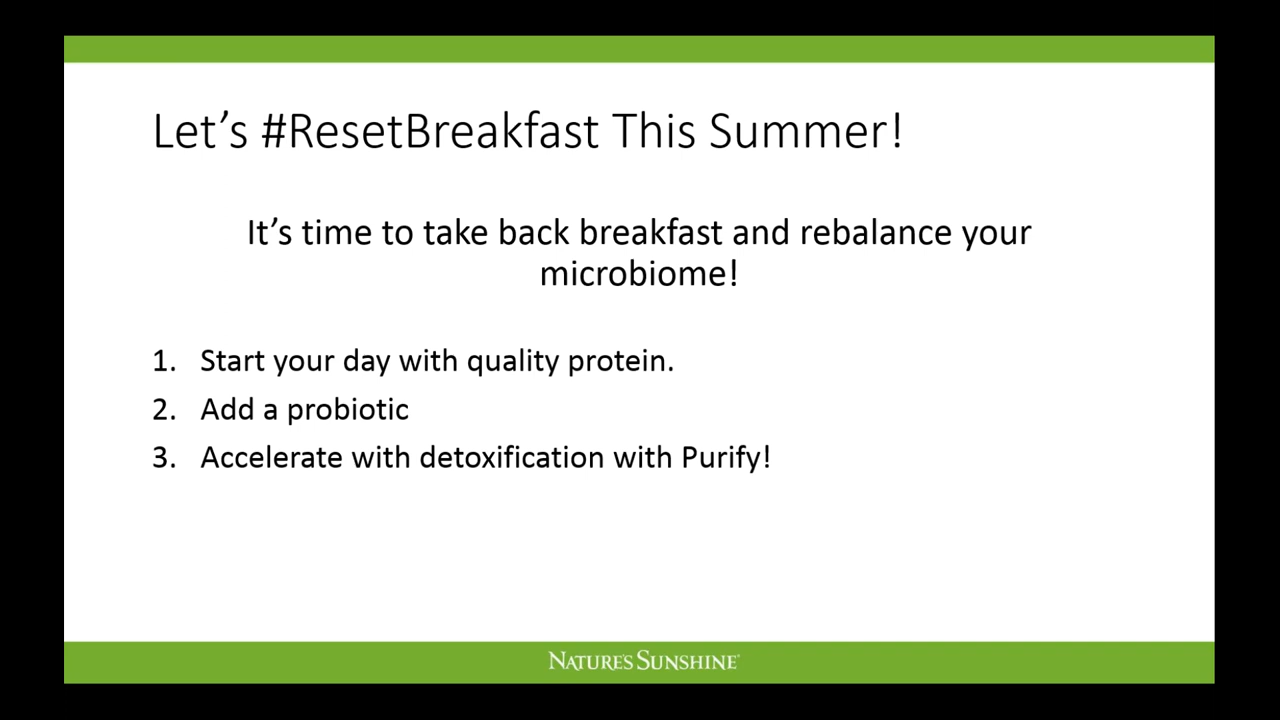 Let's #ResetBreakfast This Summer!
It's time to take back breakfast and rebalance your
microbiome!
1. Start your day with quality protein.
2. Add a probiotic
3. Accelerate with detoxification with Purify!
NATURE'S SUNSHINE